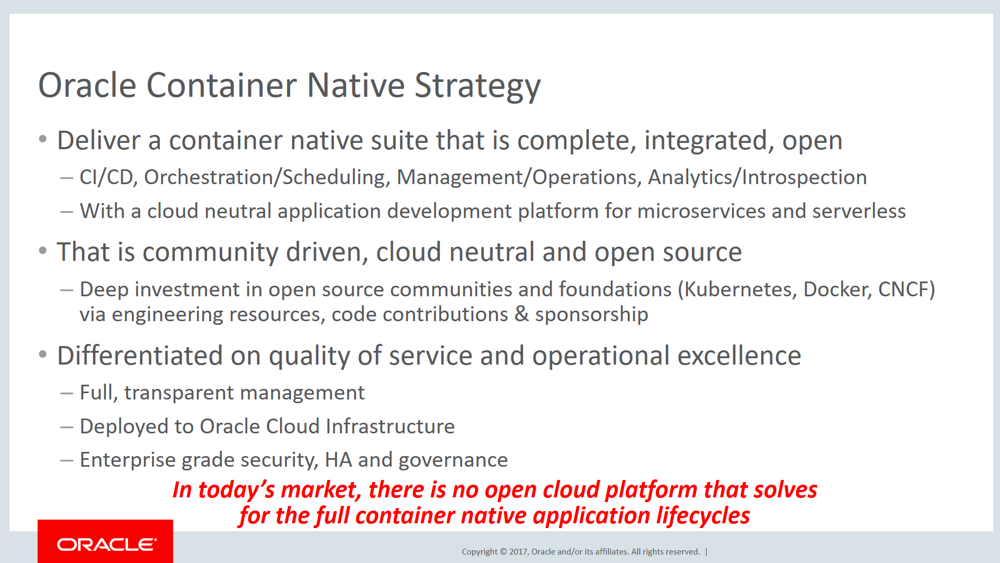 Oracle Container Native Strategy
• Deliver a container native suite that is complete, integrated, open
– CI/CD, Orchestration/Scheduling, Management/Operations, Analytics/Introspection
– With a cloud neutral application development platform for microservices and serverless
• That is community driven, cloud neutral and open source
– Deep investment in open source communities and foundations (Kubernetes, Docker, CNCF)
via engineering resources, code contributions & sponsorship
• Differentiated on quality of service and operational excellence
– Full, transparent management
– Deployed to Oracle Cloud Infrastructure
– Enterprise grade security, HA and governance
In today’s market, there is no open cloud platform that solves
for the full container native application lifecycles
ORACLE®
Copyright © 2017, Oracle and/or its affiliates. All rights reserved. |